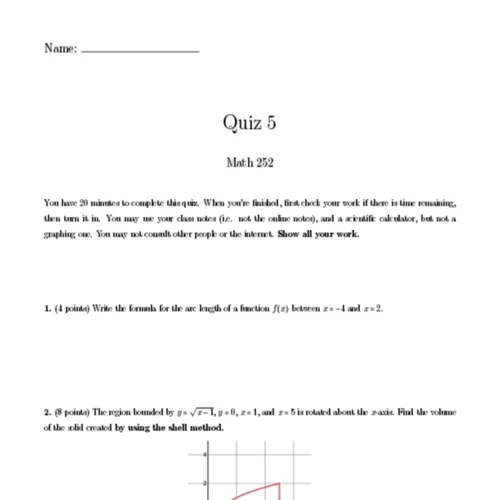 Name:
Quiz 5
Math 252
You have 20 minutes to complete this quiz. When you're finished, first check your work if there is time remaining,
then turn it in. You may use your class notes (i.e. not the online notes), and a scientific calculator, but not a
graphing one. You may not consult other people or the internet. Show all your work.
1. (4 points) Write the formula for the arc length of a function f(x) between x=−4 and x=2.
2. (8 points) The region bounded by y=√x−1, y=0, x=1, and x=5 is rotated about the x-axis. Find the volume
of the solid created by using the shell method.
4
2